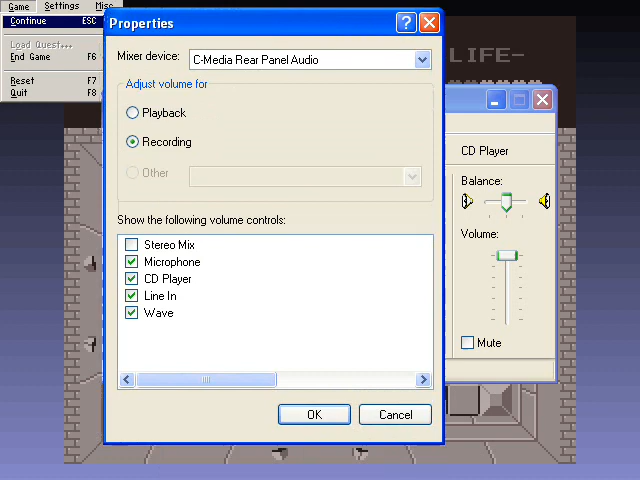 Game Settings Misc
Continue ESC
Load Quest...
End Game F6
Reset F7
Quit F8
Properties
Mixer device: C-Media Rear Panel Audio
Adjust volume for
Playback
Recording
Other
Show the following volume controls:
Stereo Mix
Microphone
CD Player
Line In
Wave
OK Cancel
-LIFE-
CD Player
Balance:
Volume:
Mute